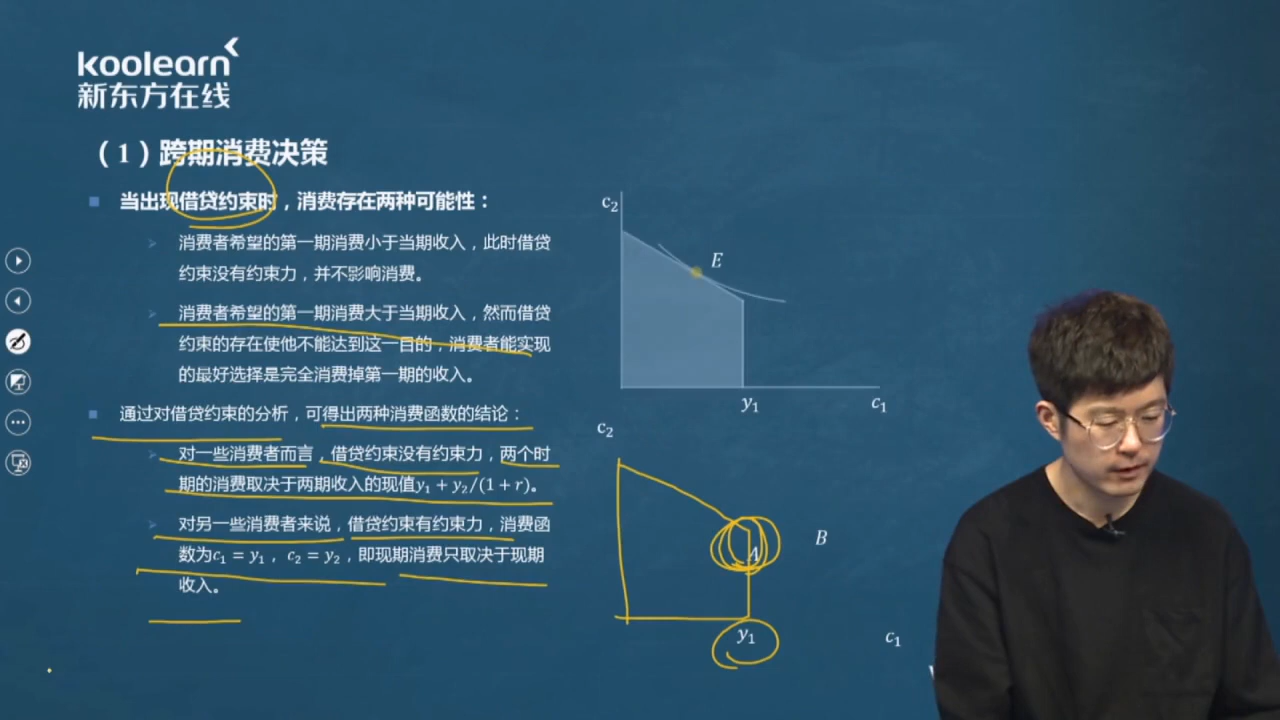 koolearn
新东方在线
（1）跨期消费决策
当出现借贷约束时，消费存在两种可能性：
消费者希望的第一期消费小于当期收入，此时借贷
约束没有约束力，并不影响消费。
消费者希望的第一期消费大于当期收入，然而借贷
约束的存在使他不能达到这一目的，消费者能实现
的最好选择是完全消费掉第一期的收入。
通过对借贷约束的分析，可得出两种消费函数的结论：
对一些消费者而言，借贷约束没有约束力，两个时
期的消费取决于两期收入的现值y₁ + y₂/(1 + r)。
对另一些消费者来说，借贷约束有约束力，消费函
数为c₁ = y₁，c₂ = y₂，即现期消费只取决于现期
收入。
c₂
E
y₁
c₁
c₂
A
B
y₁
c₁